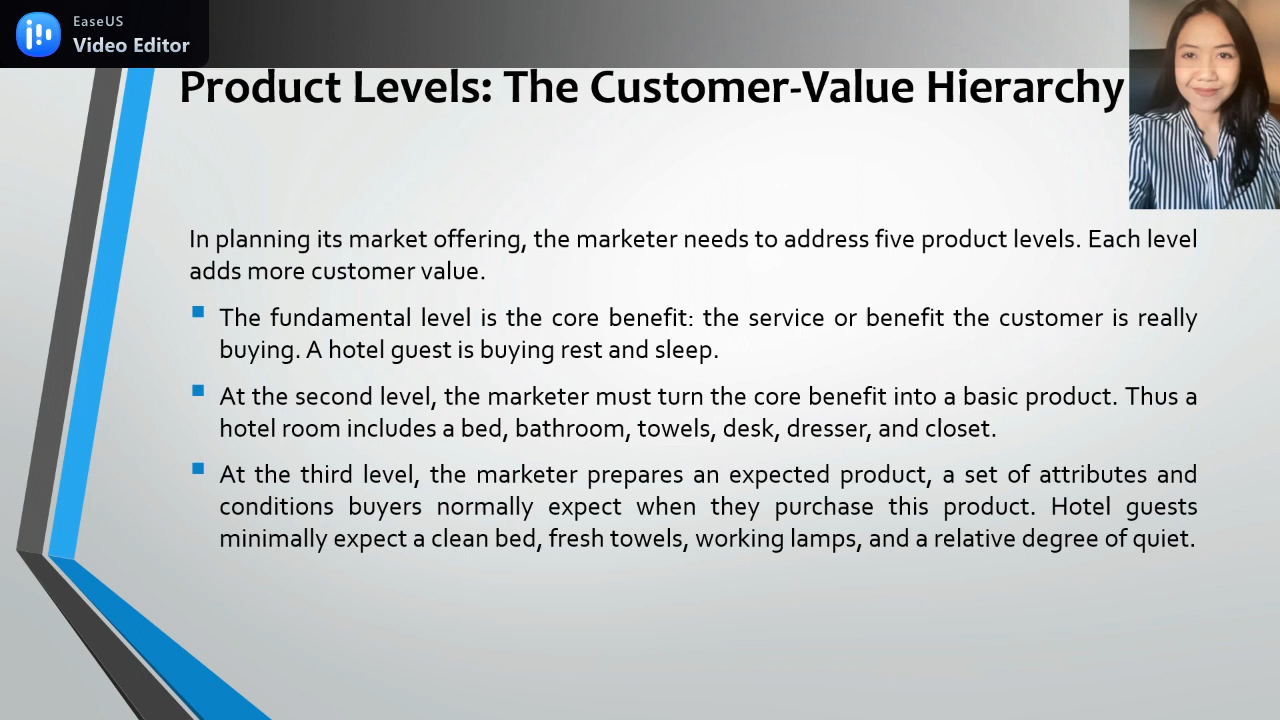 EaseUS
Video Editor
Product Levels: The Customer-Value Hierarchy
In planning its market offering, the marketer needs to address five product levels. Each level
adds more customer value.
The fundamental level is the core benefit: the service or benefit the customer is really
buying. A hotel guest is buying rest and sleep.
At the second level, the marketer must turn the core benefit into a basic product. Thus a
hotel room includes a bed, bathroom, towels, desk, dresser, and closet.
At the third level, the marketer prepares an expected product, a set of attributes and
conditions buyers normally expect when they purchase this product. Hotel guests
minimally expect a clean bed, fresh towels, working lamps, and a relative degree of quiet.